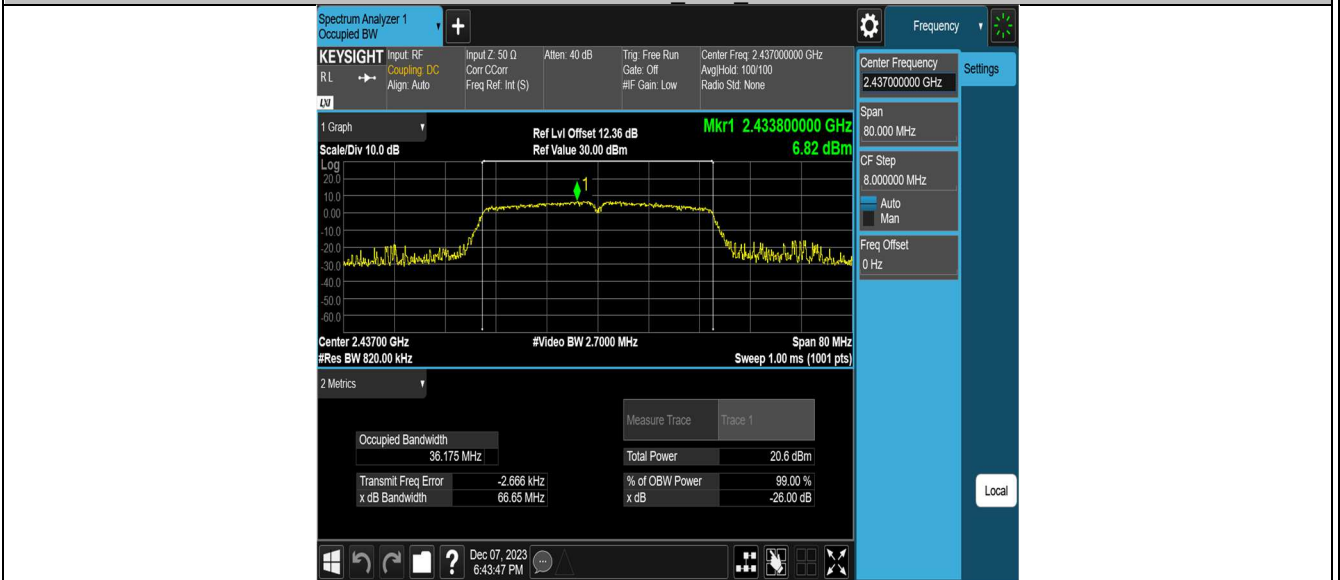 Spectrum Analyzer 1
Occupied BW
+
Frequency
KEYSIGHT
R L
LXI
Input: RF
Coupling: DC
Align: Auto
Input Z: 50 Ω
Corr CCorr
Freq Ref: Int (S)
Atten: 40 dB
Trig: Free Run
Gate: Off
#IF Gain: Low
Center Freq: 2.437000000 GHz
Avg|Hold: 100/100
Radio Std: None
Center Frequency
2.437000000 GHz
Settings
Span
80.000 MHz
CF Step
8.000000 MHz
Auto
Man
Freq Offset
0 Hz
Local
1 Graph
Scale/Div 10.0 dB
Ref Lvl Offset 12.36 dB
Ref Value 30.00 dBm
Mkr1 2.433800000 GHz
6.82 dBm
Log
20.0
10.0
0.00
-10.0
-20.0
-30.0
-40.0
-50.0
-60.0
1
Center 2.43700 GHz
#Video BW 2.7000 MHz
Span 80 MHz
#Res BW 820.00 kHz
Sweep 1.00 ms (1001 pts)
2 Metrics
Measure Trace
Trace 1
Occupied Bandwidth
36.175 MHz
Total Power
20.6 dBm
Transmit Freq Error
-2.666 kHz
% of OBW Power
99.00 %
x dB Bandwidth
66.65 MHz
x dB
-26.00 dB
?
Dec 07, 2023
6:43:47 PM